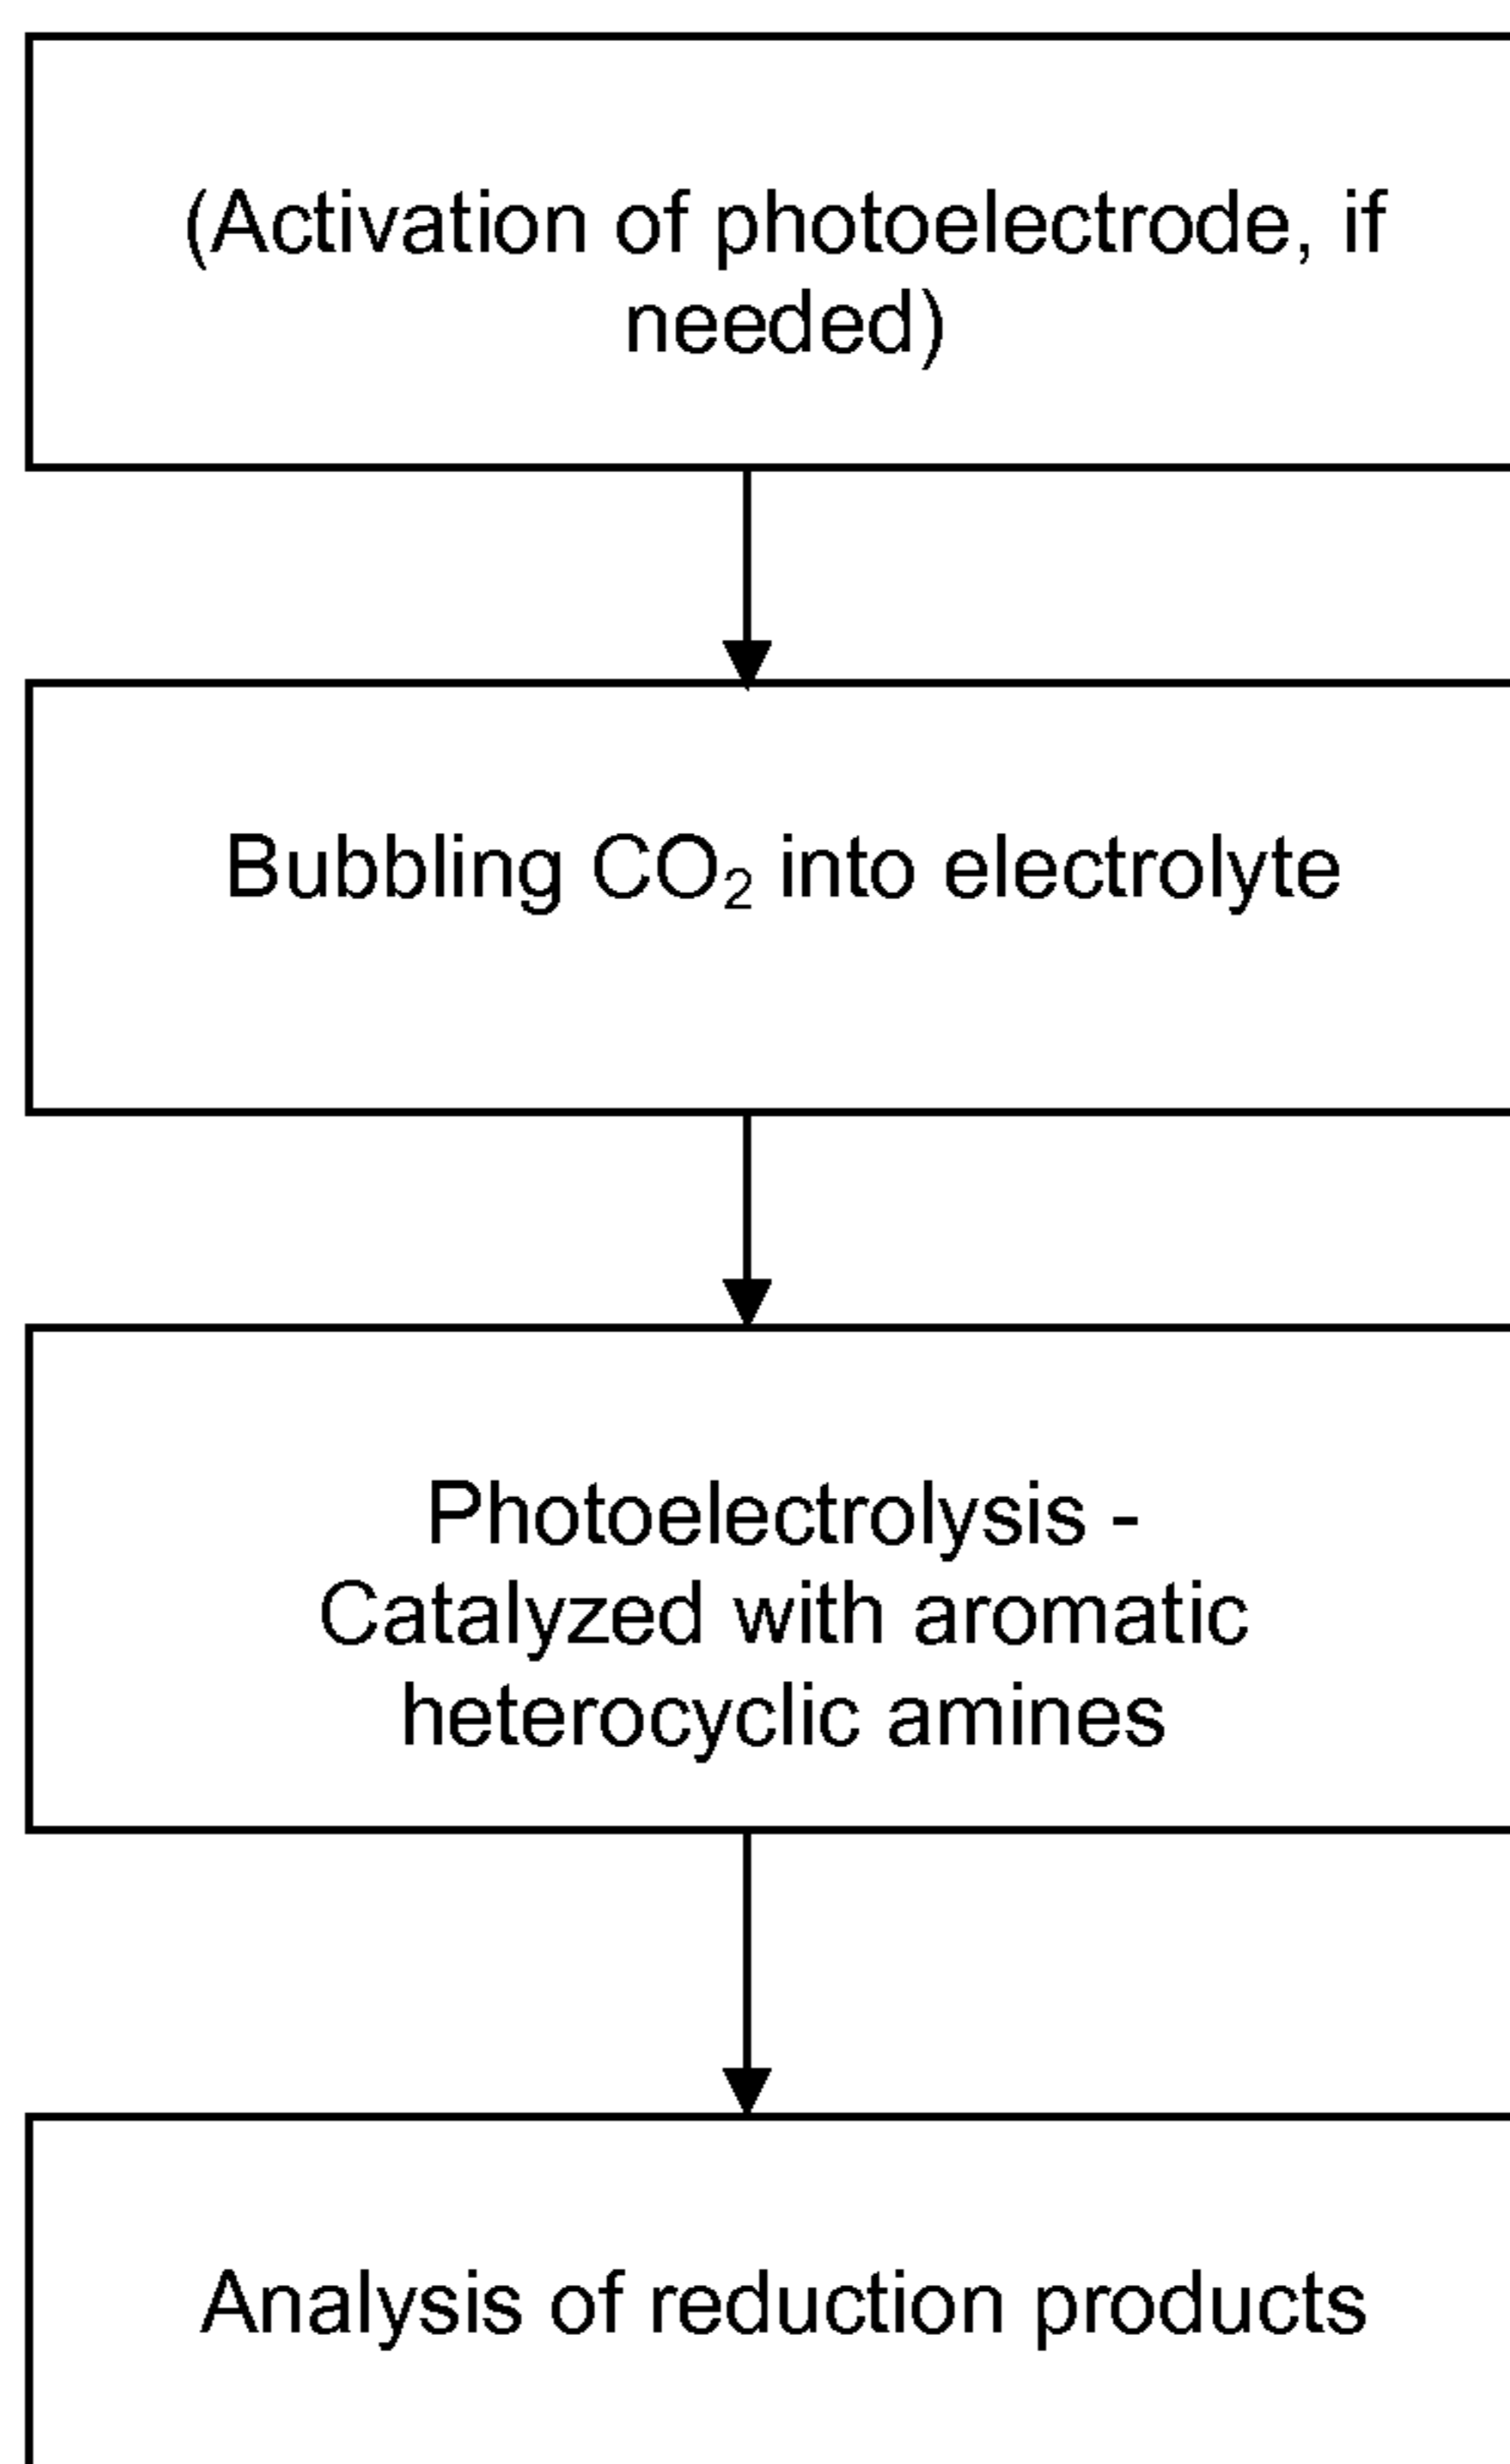 (Activation of photoelectrode, if
needed)
Bubbling CO₂ into electrolyte
Photoelectrolysis -
Catalyzed with aromatic
heterocyclic amines
Analysis of reduction products